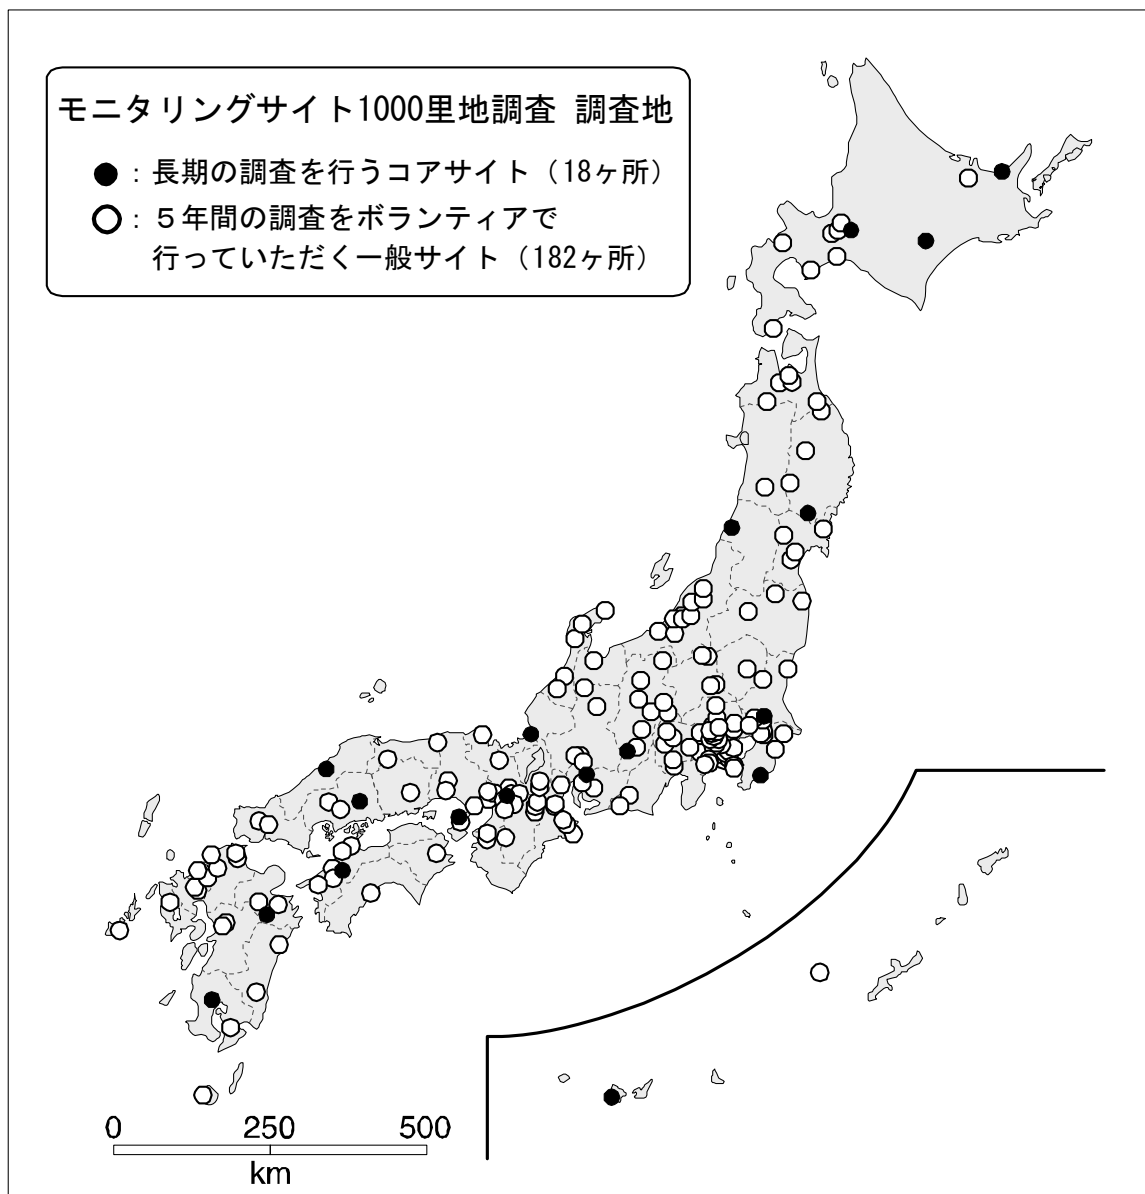 モニタリングサイト1000里地調査 調査地
●：長期の調査を行うコアサイト（18ヶ所）
○：５年間の調査をボランティアで
行っていただく一般サイト（182ヶ所）
0 250 500
km